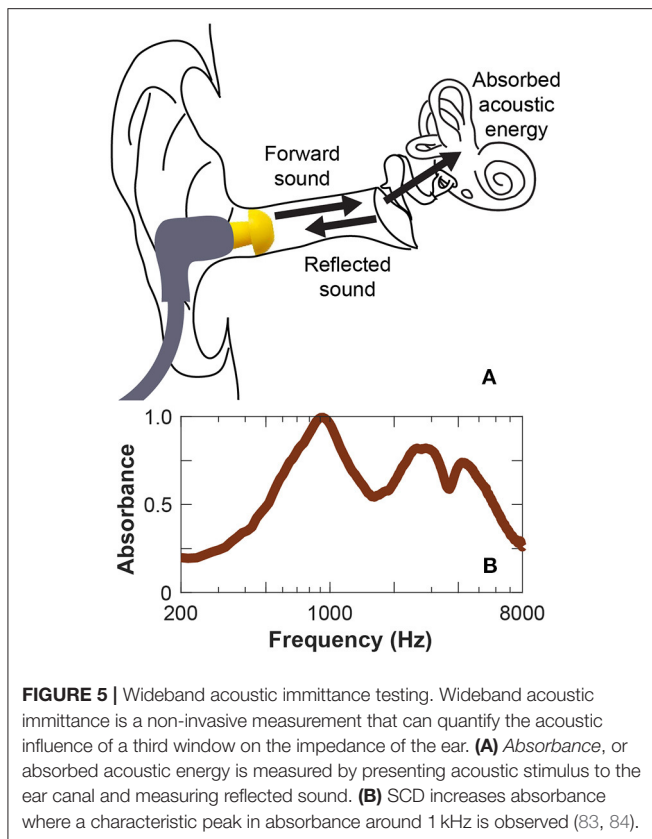 Absorbed
acoustic
energy
Forward
sound
Reflected
sound
A
1.0
0.5
Absorbance
B
200
1000
8000
Frequency (Hz)
FIGURE 5 | Wideband acoustic immittance testing. Wideband acoustic
immittance is a non-invasive measurement that can quantify the acoustic
influence of a third window on the impedance of the ear. (A) Absorbance, or
absorbed acoustic energy is measured by presenting acoustic stimulus to the
ear canal and measuring reflected sound. (B) SCD increases absorbance
where a characteristic peak in absorbance around 1 kHz is observed (83, 84).